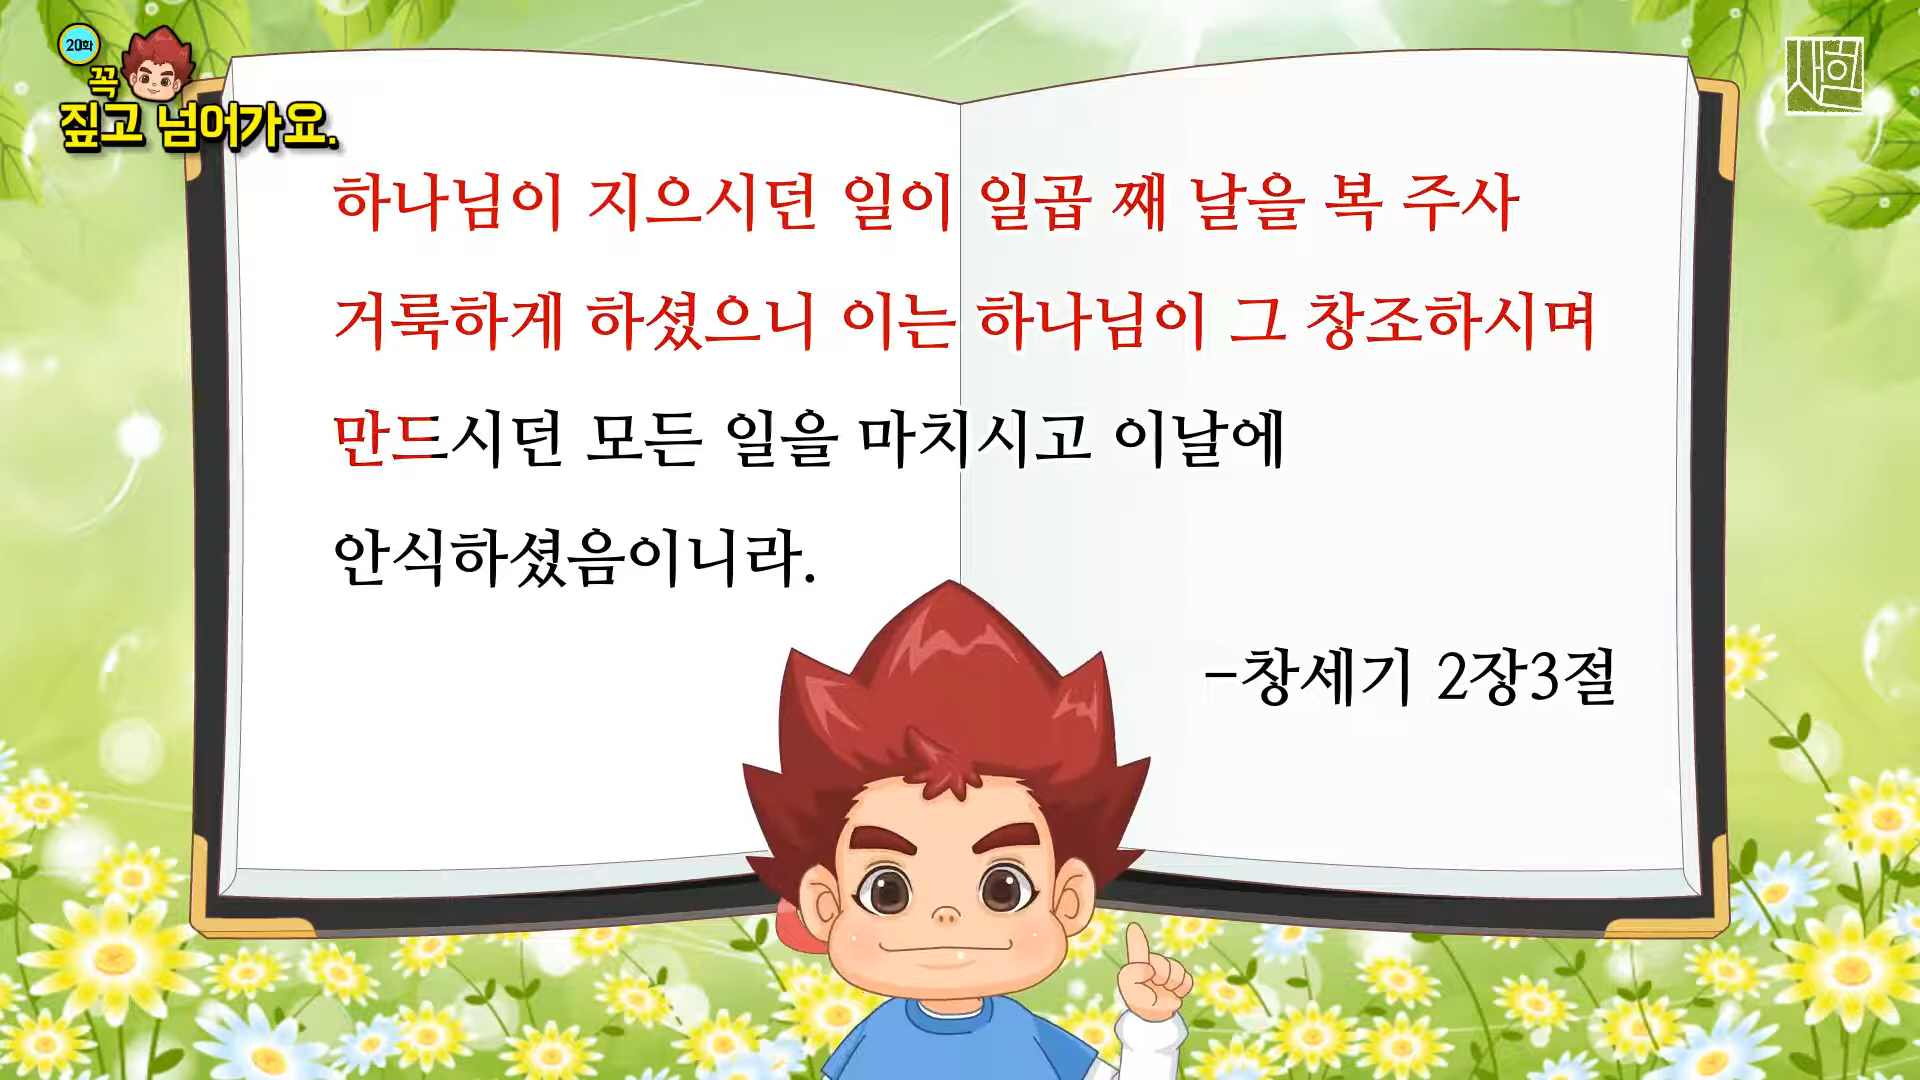 20화
꼭
짚고 넘어가요.
새힘
하나님이 지으시던 일이 일곱 째 날을 복 주사
거룩하게 하셨으니 이는 하나님이 그 창조하시며
만드시던 모든 일을 마치시고 이날에
안식하셨음이니라.
-창세기 2장3절